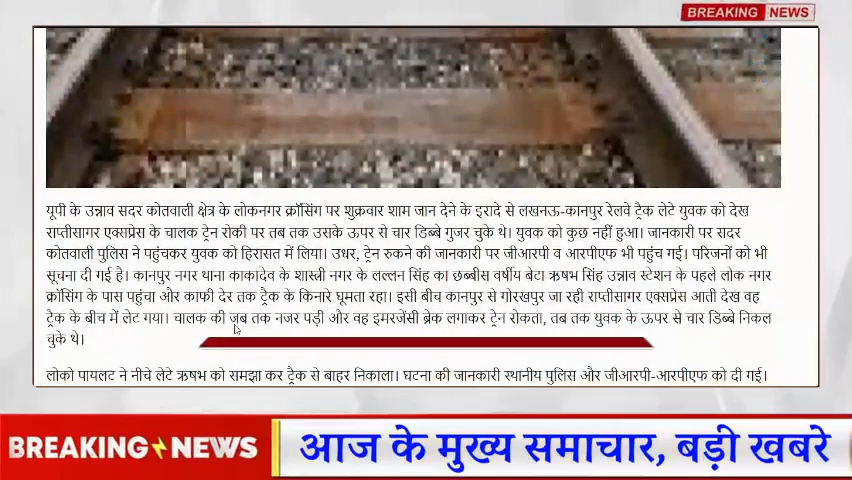 BREAKING NEWS
यूपी के उन्नाव सदर कोतवाली क्षेत्र के लोकनगर क्रॉसिंग पर शुक्रवार शाम जान देने के इरादे से लखनऊ-कानपुर रेलवे ट्रैक लेटे युवक को देख
राप्तीसागर एक्सप्रेस के चालक ट्रेन रोकी पर तब तक उसके ऊपर से चार डिब्बे गुजर चुके थे। युवक को कुछ नहीं हुआ। जानकारी पर सदर
कोतवाली पुलिस ने पहुंचकर युवक को हिरासत में लिया। उधर, ट्रेन रुकने की जानकारी पर जीआरपी व आरपीएफ भी पहुंच गई। परिजनों को भी
सूचना दी गई है। कानपुर नगर थाना काकादेव के शास्त्री नगर के लल्लन सिंह का छब्बीस वर्षीय बेटा ऋषभ सिंह उन्नाव स्टेशन के पहले लोक नगर
क्रॉसिंग के पास पहुंचा और काफी देर तक ट्रैक के किनारे घूमता रहा। इसी बीच कानपुर से गोरखपुर जा रही राप्तीसागर एक्सप्रेस आती देख वह
ट्रैक के बीच में लेट गया। चालक की जब तक नजर पड़ी और वह इमरजेंसी ब्रेक लगाकर ट्रेन रोकता, तब तक युवक के ऊपर से चार डिब्बे निकल
चुके थे।
लोको पायलट ने नीचे लेटे ऋषभ को समझा कर ट्रैक से बाहर निकाला। घटना की जानकारी स्थानीय पुलिस और जीआरपी-आरपीएफ को दी गई।
BREAKING NEWS
आज के मुख्य समाचार, बड़ी खबरे